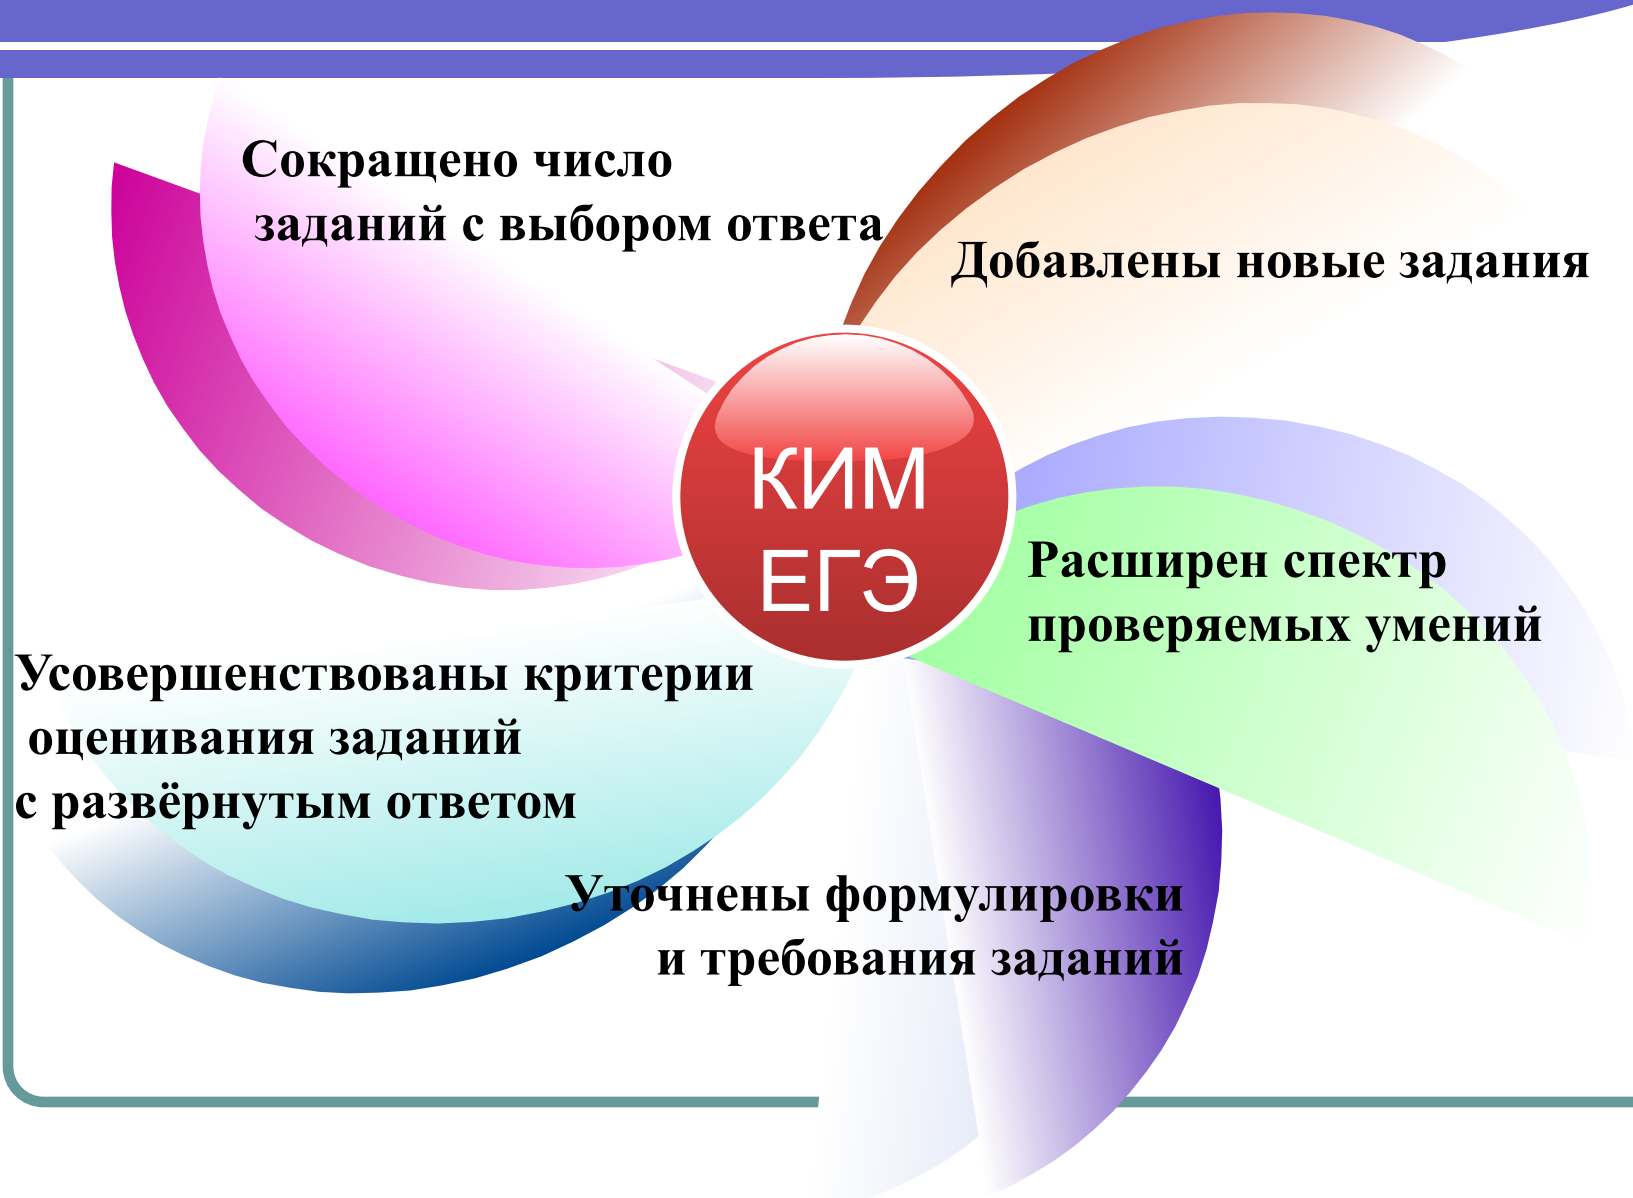 Сокращено число
заданий с выбором ответа
Добавлены новые задания
КИМ
ЕГЭ
Расширен спектр
проверяемых умений
Усовершенствованы критерии
оценивания заданий
с развёрнутым ответом
Уточнены формулировки
и требования заданий